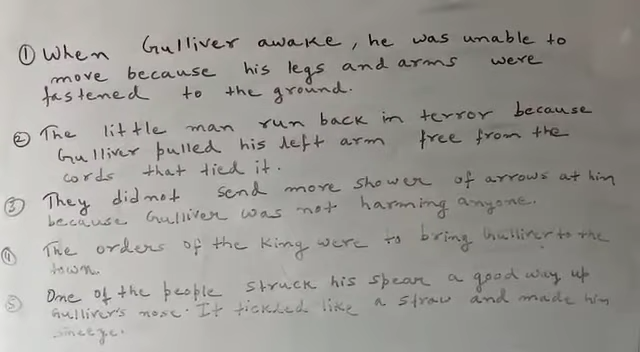 ① When Gulliver awake, he was unable to
move because his legs and arms were
fastened to the ground.
② The little man run back in terror because
Gulliver pulled his left arm free from the
cords that tied it.
③ They didnot send more shower of arrows at him
because Gulliver was not harming anyone.
④ The orders of the King were to bring Gulliver to the
town.
⑤ One of the people struck his spear a good way up
Gulliver's nose. It tickded like a straw and made him
sneeze.